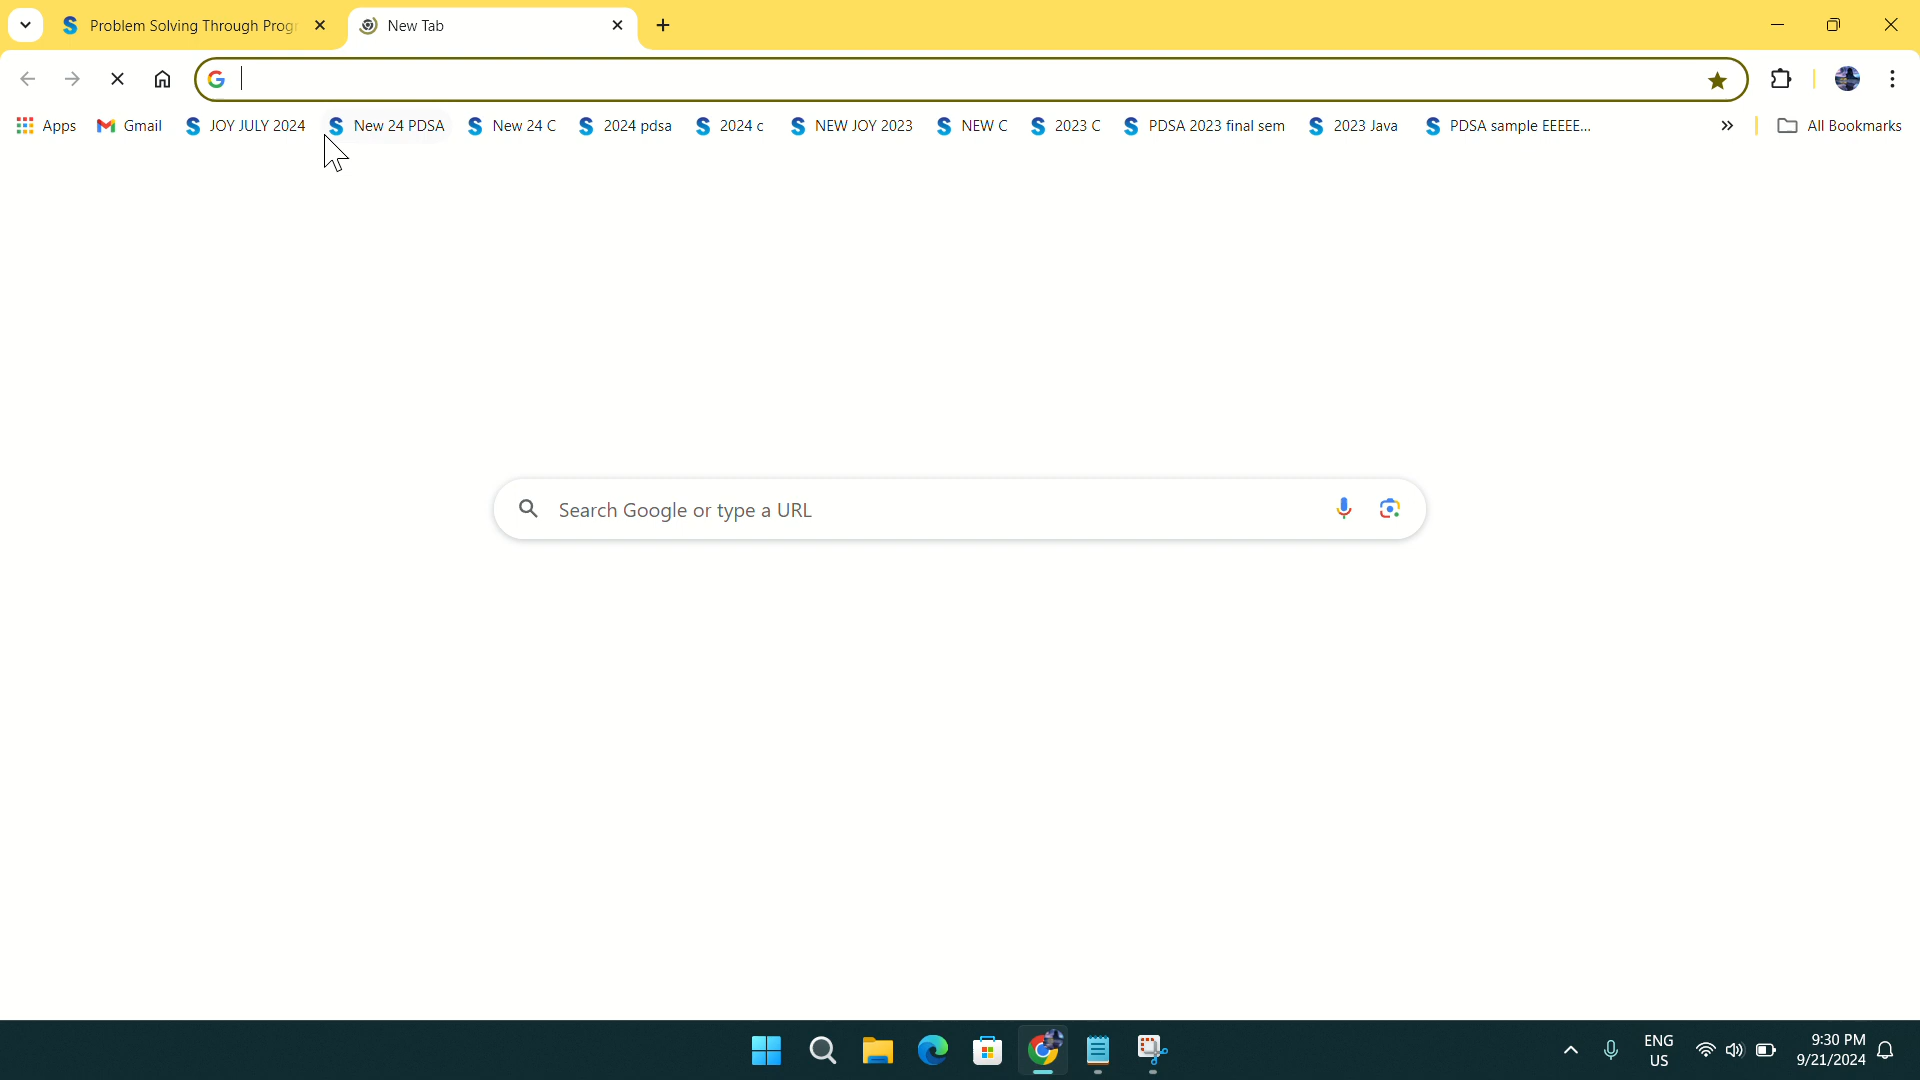 Problem Solving Through Prog
New Tab
Apps Gmail JOY JULY 2024 New 24 PDSA New 24 C 2024 pdsa 2024 c NEW JOY 2023 NEW C 2023 C PDSA 2023 final sem 2023 Java PDSA sample EEEEE... All Bookmarks
Search Google or type a URL
ENG
US
9:30 PM
9/21/2024